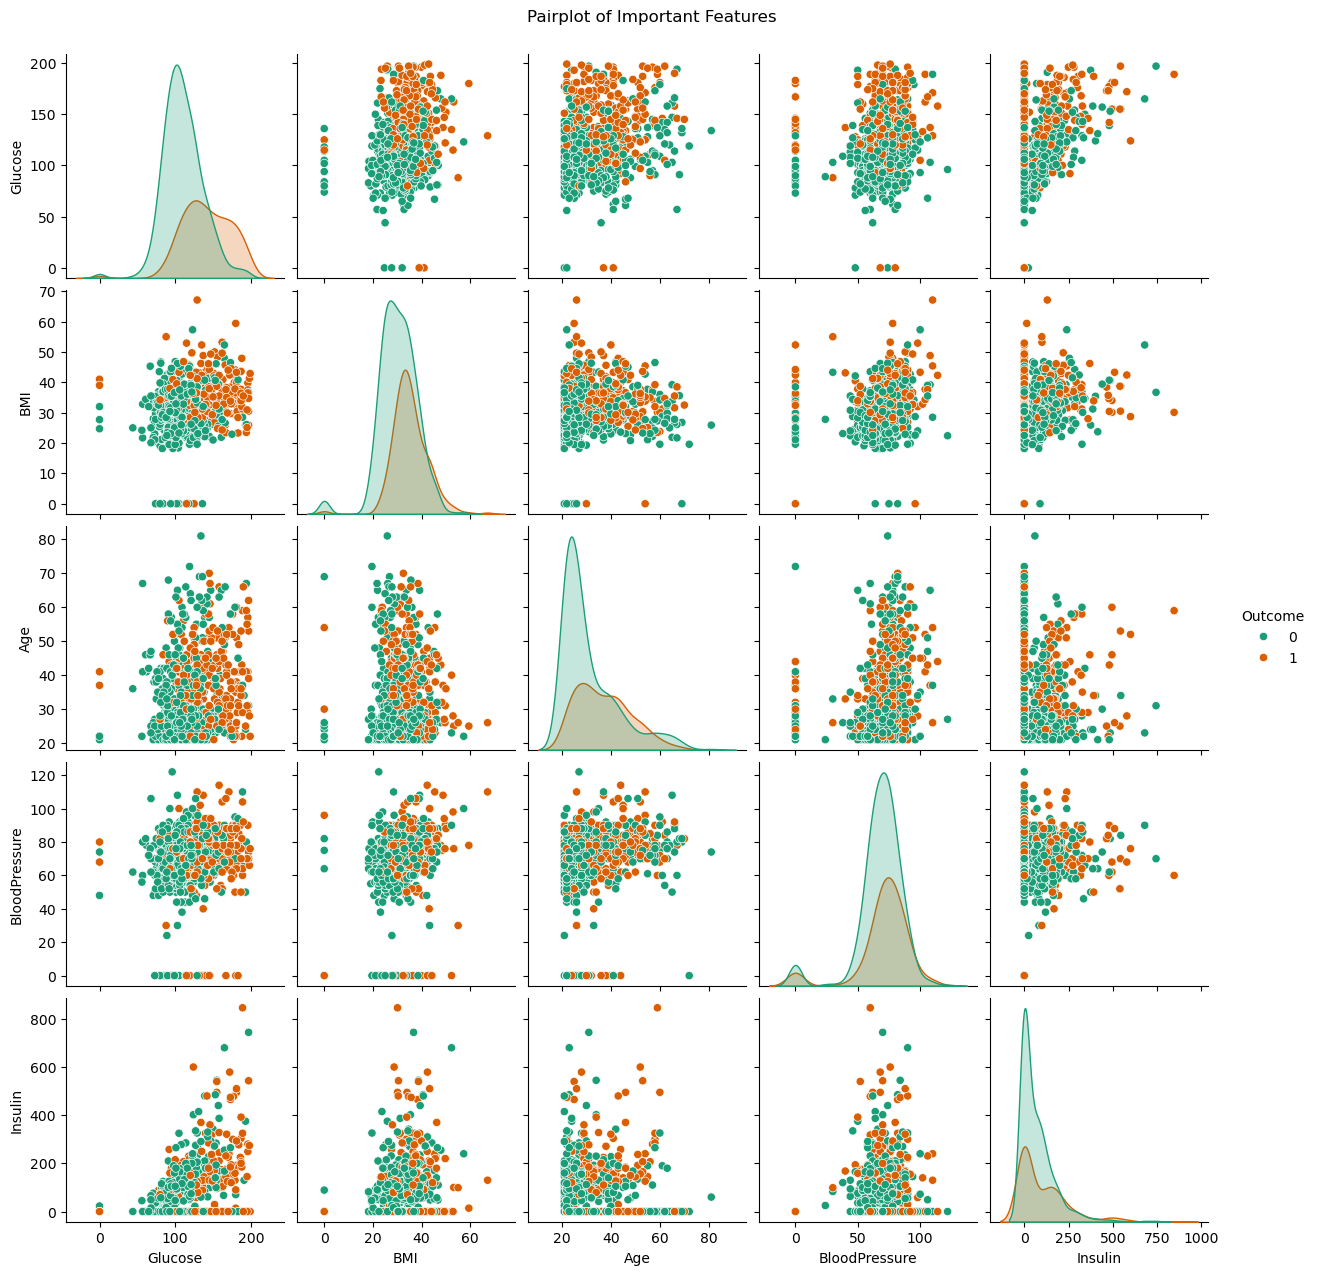 Pairplot of Important Features
200
150
100
50
0
Glucose
70
60
50
40
30
20
10
0
BMI
80
70
60
50
40
30
20
Age
Outcome
0
1
120
100
80
60
40
20
0
BloodPressure
800
600
400
200
0
Insulin
0 100 200
0 20 40 60
20 40 60 80
0 50 100
0 250 500 750 1000
Glucose BMI Age BloodPressure Insulin